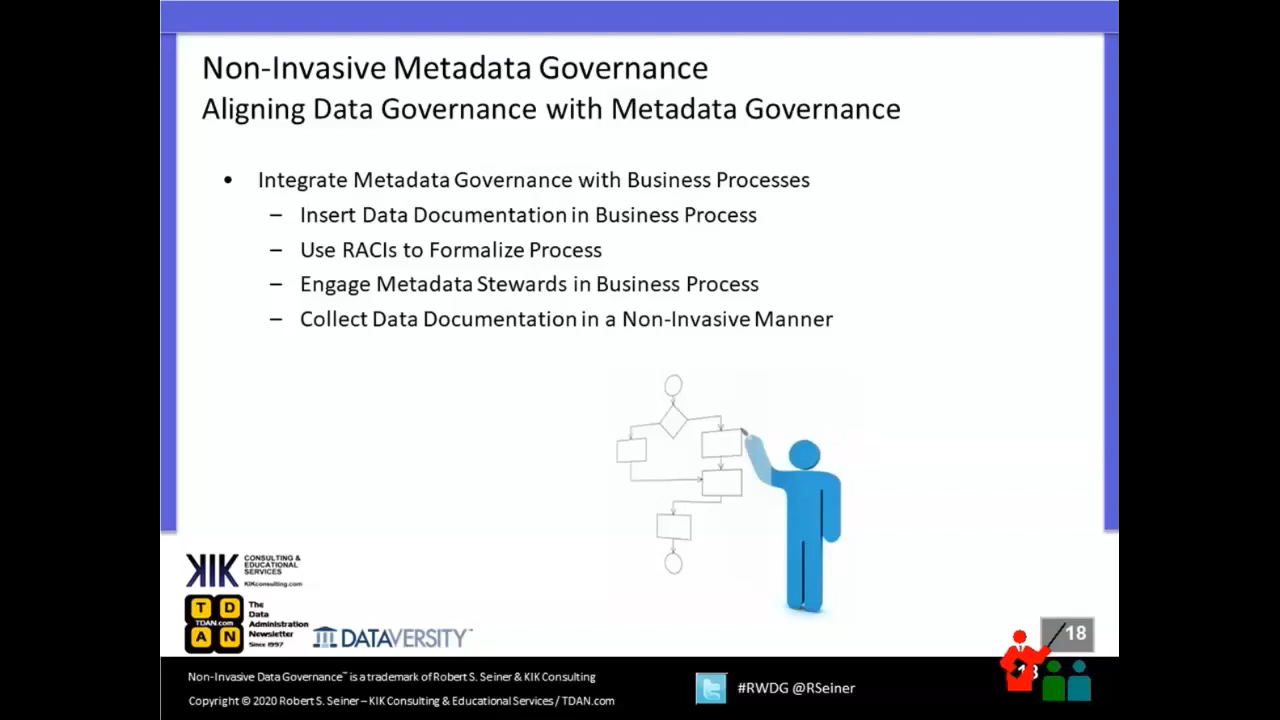 Non-Invasive Metadata Governance
Aligning Data Governance with Metadata Governance
• Integrate Metadata Governance with Business Processes
– Insert Data Documentation in Business Process
– Use RACIs to Formalize Process
– Engage Metadata Stewards in Business Process
– Collect Data Documentation in a Non-Invasive Manner
KIK CONSULTING &
EDUCATIONAL
SERVICES
KIKconsulting.com
T D
TDAN.com
A N
The
Data
Administration
Newsletter
Since 1997
DATAVERSITY™
18
Non-Invasive Data Governance™ is a trademark of Robert S. Seiner & KIK Consulting
#RWDG @RSeiner
Copyright © 2020 Robert S. Seiner – KIK Consulting & Educational Services / TDAN.com